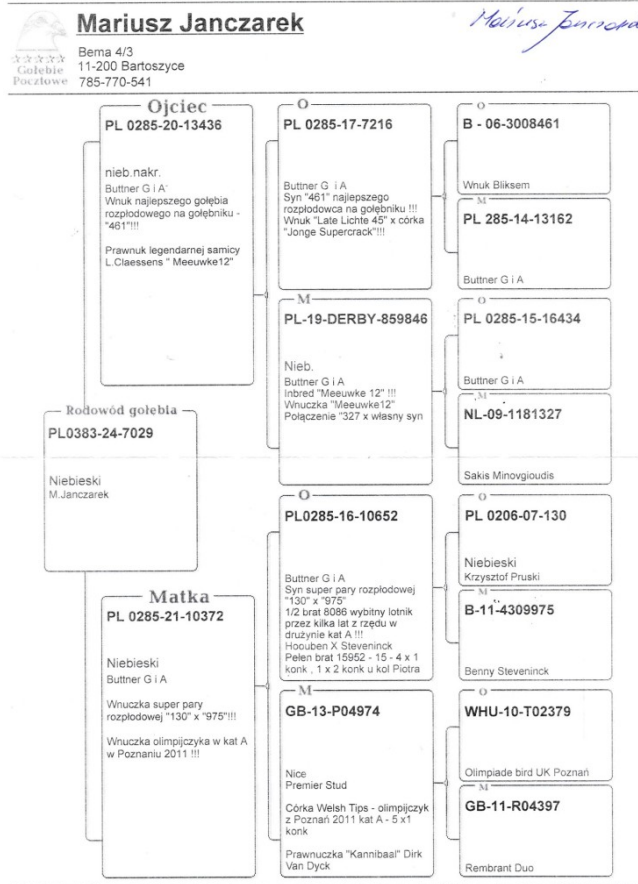 Mariusz Janczarek
Bema 4/3
11-200 Bartoszyce
785-770-541
Gołębie
Pocztowe
Ojciec
PL 0285-20-13436
nieb.nakr.
Buttner G i A
Wnuk najlepszego gołębia
rozpłodowego na gołębniku -
"461"!!!
Prawnuk legendarnej samicy
L.Claessens " Meeuwke12"
O
PL 0285-17-7216
Buttner G i A
Syn "461" najlepszego
rozpłodowca na gołębniku !!!
Wnuk "Late Lichte 45" x córka
"Jonge Supercrack"!!!
O
B - 06-3008461
Wnuk Bliksem
M
PL 285-14-13162
Buttner G i A
M
PL-19-DERBY-859846
Nieb.
Buttner G i A
Inbred "Meeuwke 12" !!!
Wnuczka "Meeuwke12"
Połączenie "327 x własny syn
O
PL 0285-15-16434
Buttner G i A
M
NL-09-1181327
Sakis Minovgioudis
Rodowód gołębia
PL0383-24-7029
Niebieski
M.Janczarek
Matka
PL 0285-21-10372
Niebieski
Buttner G i A
Wnuczka super pary
rozpłodowej "130" x "975"!!!
Wnuczka olimpijczyka w kat A
w Poznaniu 2011 !!!
O
PL0285-16-10652
Buttner G i A
Syn super pary rozpłodowej
"130" x "975"
1/2 brat 8086 wybitny lotnik
przez kilka lat z rzędu w
drużynie kat A !!!
Hoouben X Steveninck
Pełen brat 15952 - 15 - 4 x 1
konk , 1 x 2 konk u kol Piotra
O
PL 0206-07-130
Niebieski
Krzysztof Pruski
M
B-11-4309975
Benny Steveninck
M
GB-13-P04974
Nice
Premier Stud
Córka Welsh Tips - olimpijczyk
z Poznań 2011 kat A - 5 x1
konk
Prawnuczka "Kannibaal" Dirk
Van Dyck
O
WHU-10-T02379
Olimpiade bird UK Poznań
M
GB-11-R04397
Rembrant Duo